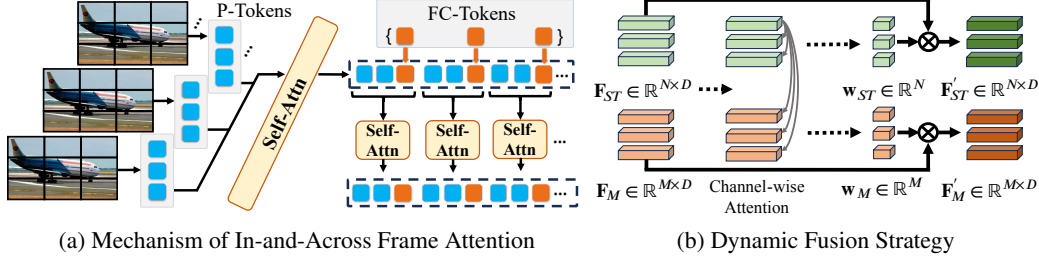 P-Tokens
FC-Tokens
{ }
...
Self-Attn
...
Self-
Attn
Self-
Attn
Self-
Attn
...
...
F_ST ∈ ℝ^{N×D}
w_ST ∈ ℝ^N
F'_ST ∈ ℝ^{N×D}
F_M ∈ ℝ^{M×D}
Channel-wise
Attention
w_M ∈ ℝ^M
F'_M ∈ ℝ^{M×D}
(a) Mechanism of In-and-Across Frame Attention
(b) Dynamic Fusion Strategy